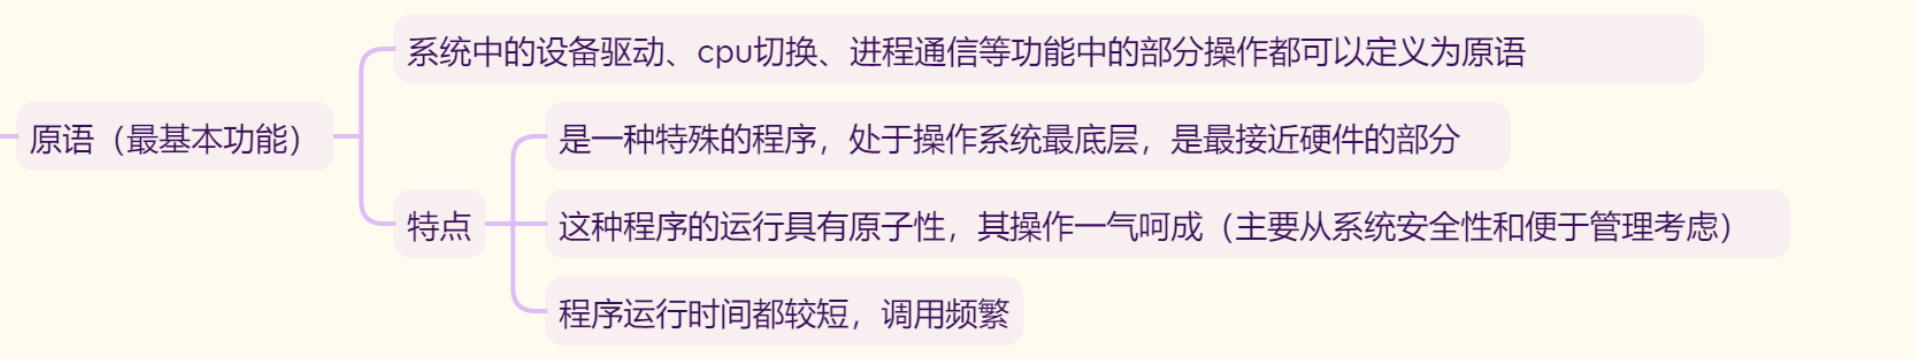 系统中的设备驱动、cpu切换、进程通信等功能中的部分操作都可以定义为原语
原语（最基本功能）
是一种特殊的程序，处于操作系统最底层，是最接近硬件的部分
特点
这种程序的运行具有原子性，其操作一气呵成（主要从系统安全性和便于管理考虑）
程序运行时间都较短，调用频繁